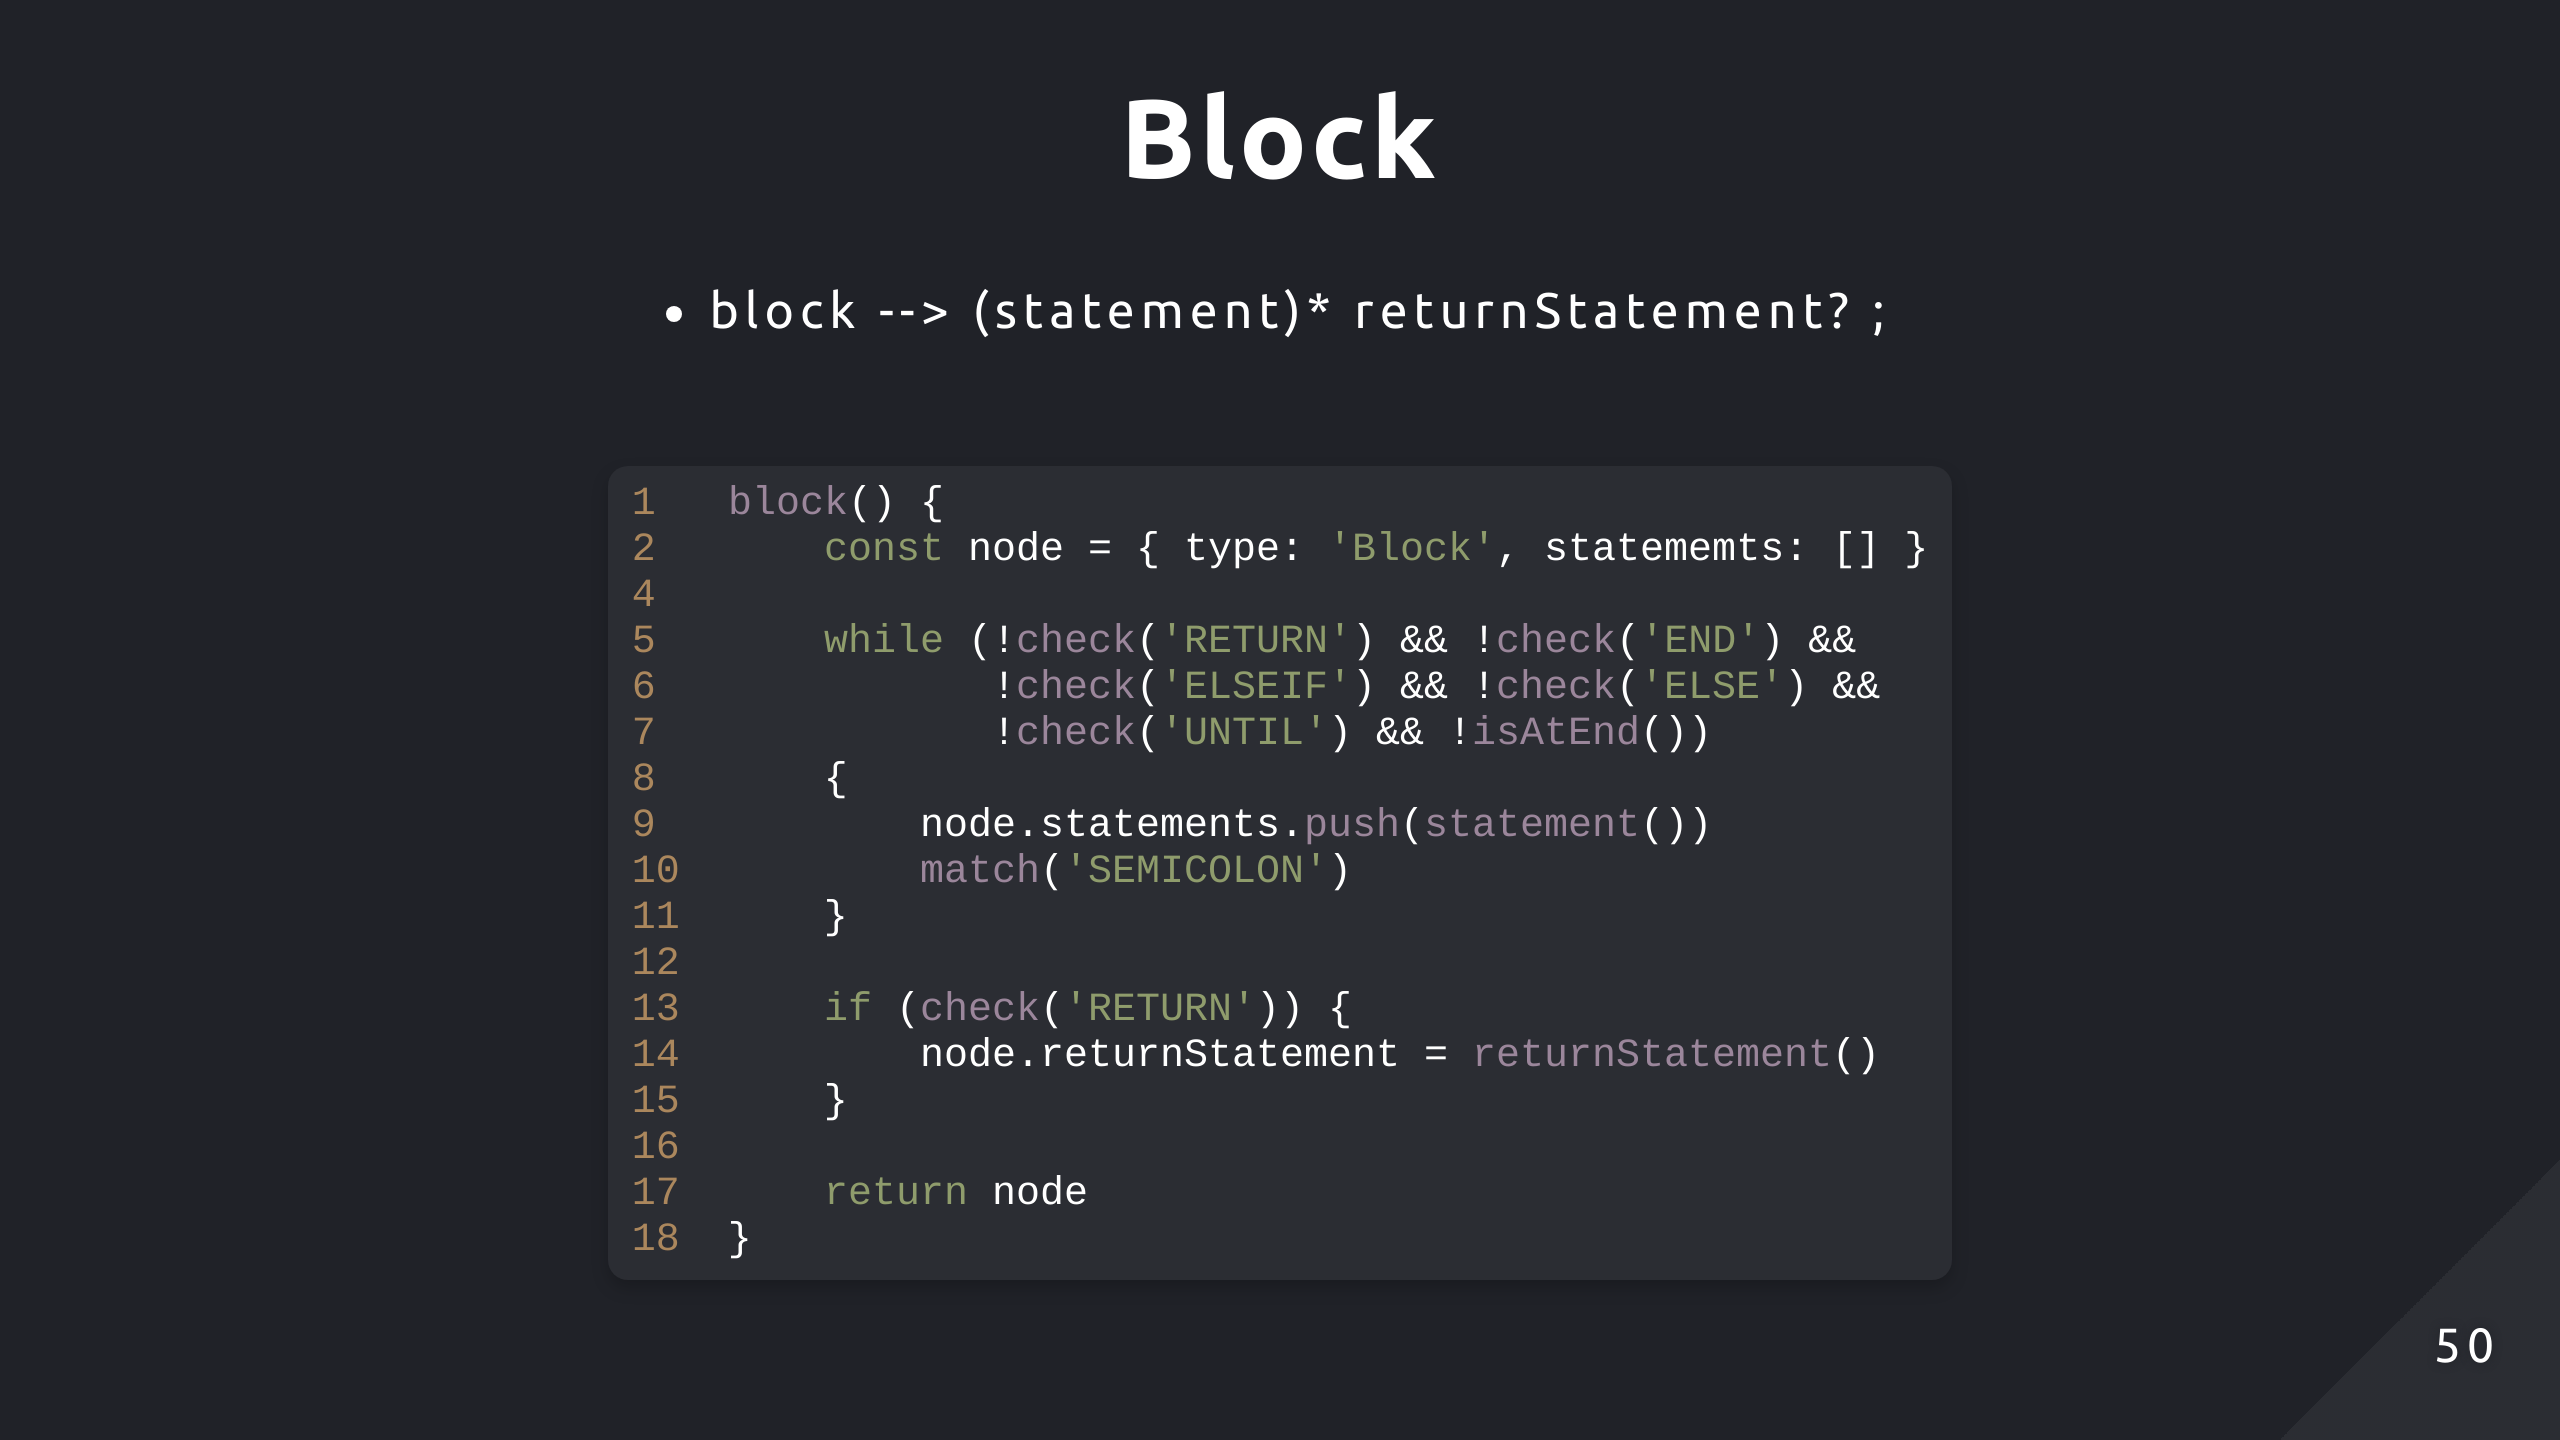 Block
• block --> (statement)* returnStatement? ;
1   block() {
2       const node = { type: 'Block', statememts: [] }
4
5       while (!check('RETURN') && !check('END') &&
6              !check('ELSEIF') && !check('ELSE') &&
7              !check('UNTIL') && !isAtEnd())
8       {
9           node.statements.push(statement())
10          match('SEMICOLON')
11      }
12
13      if (check('RETURN')) {
14          node.returnStatement = returnStatement()
15      }
16
17      return node
18  }
50